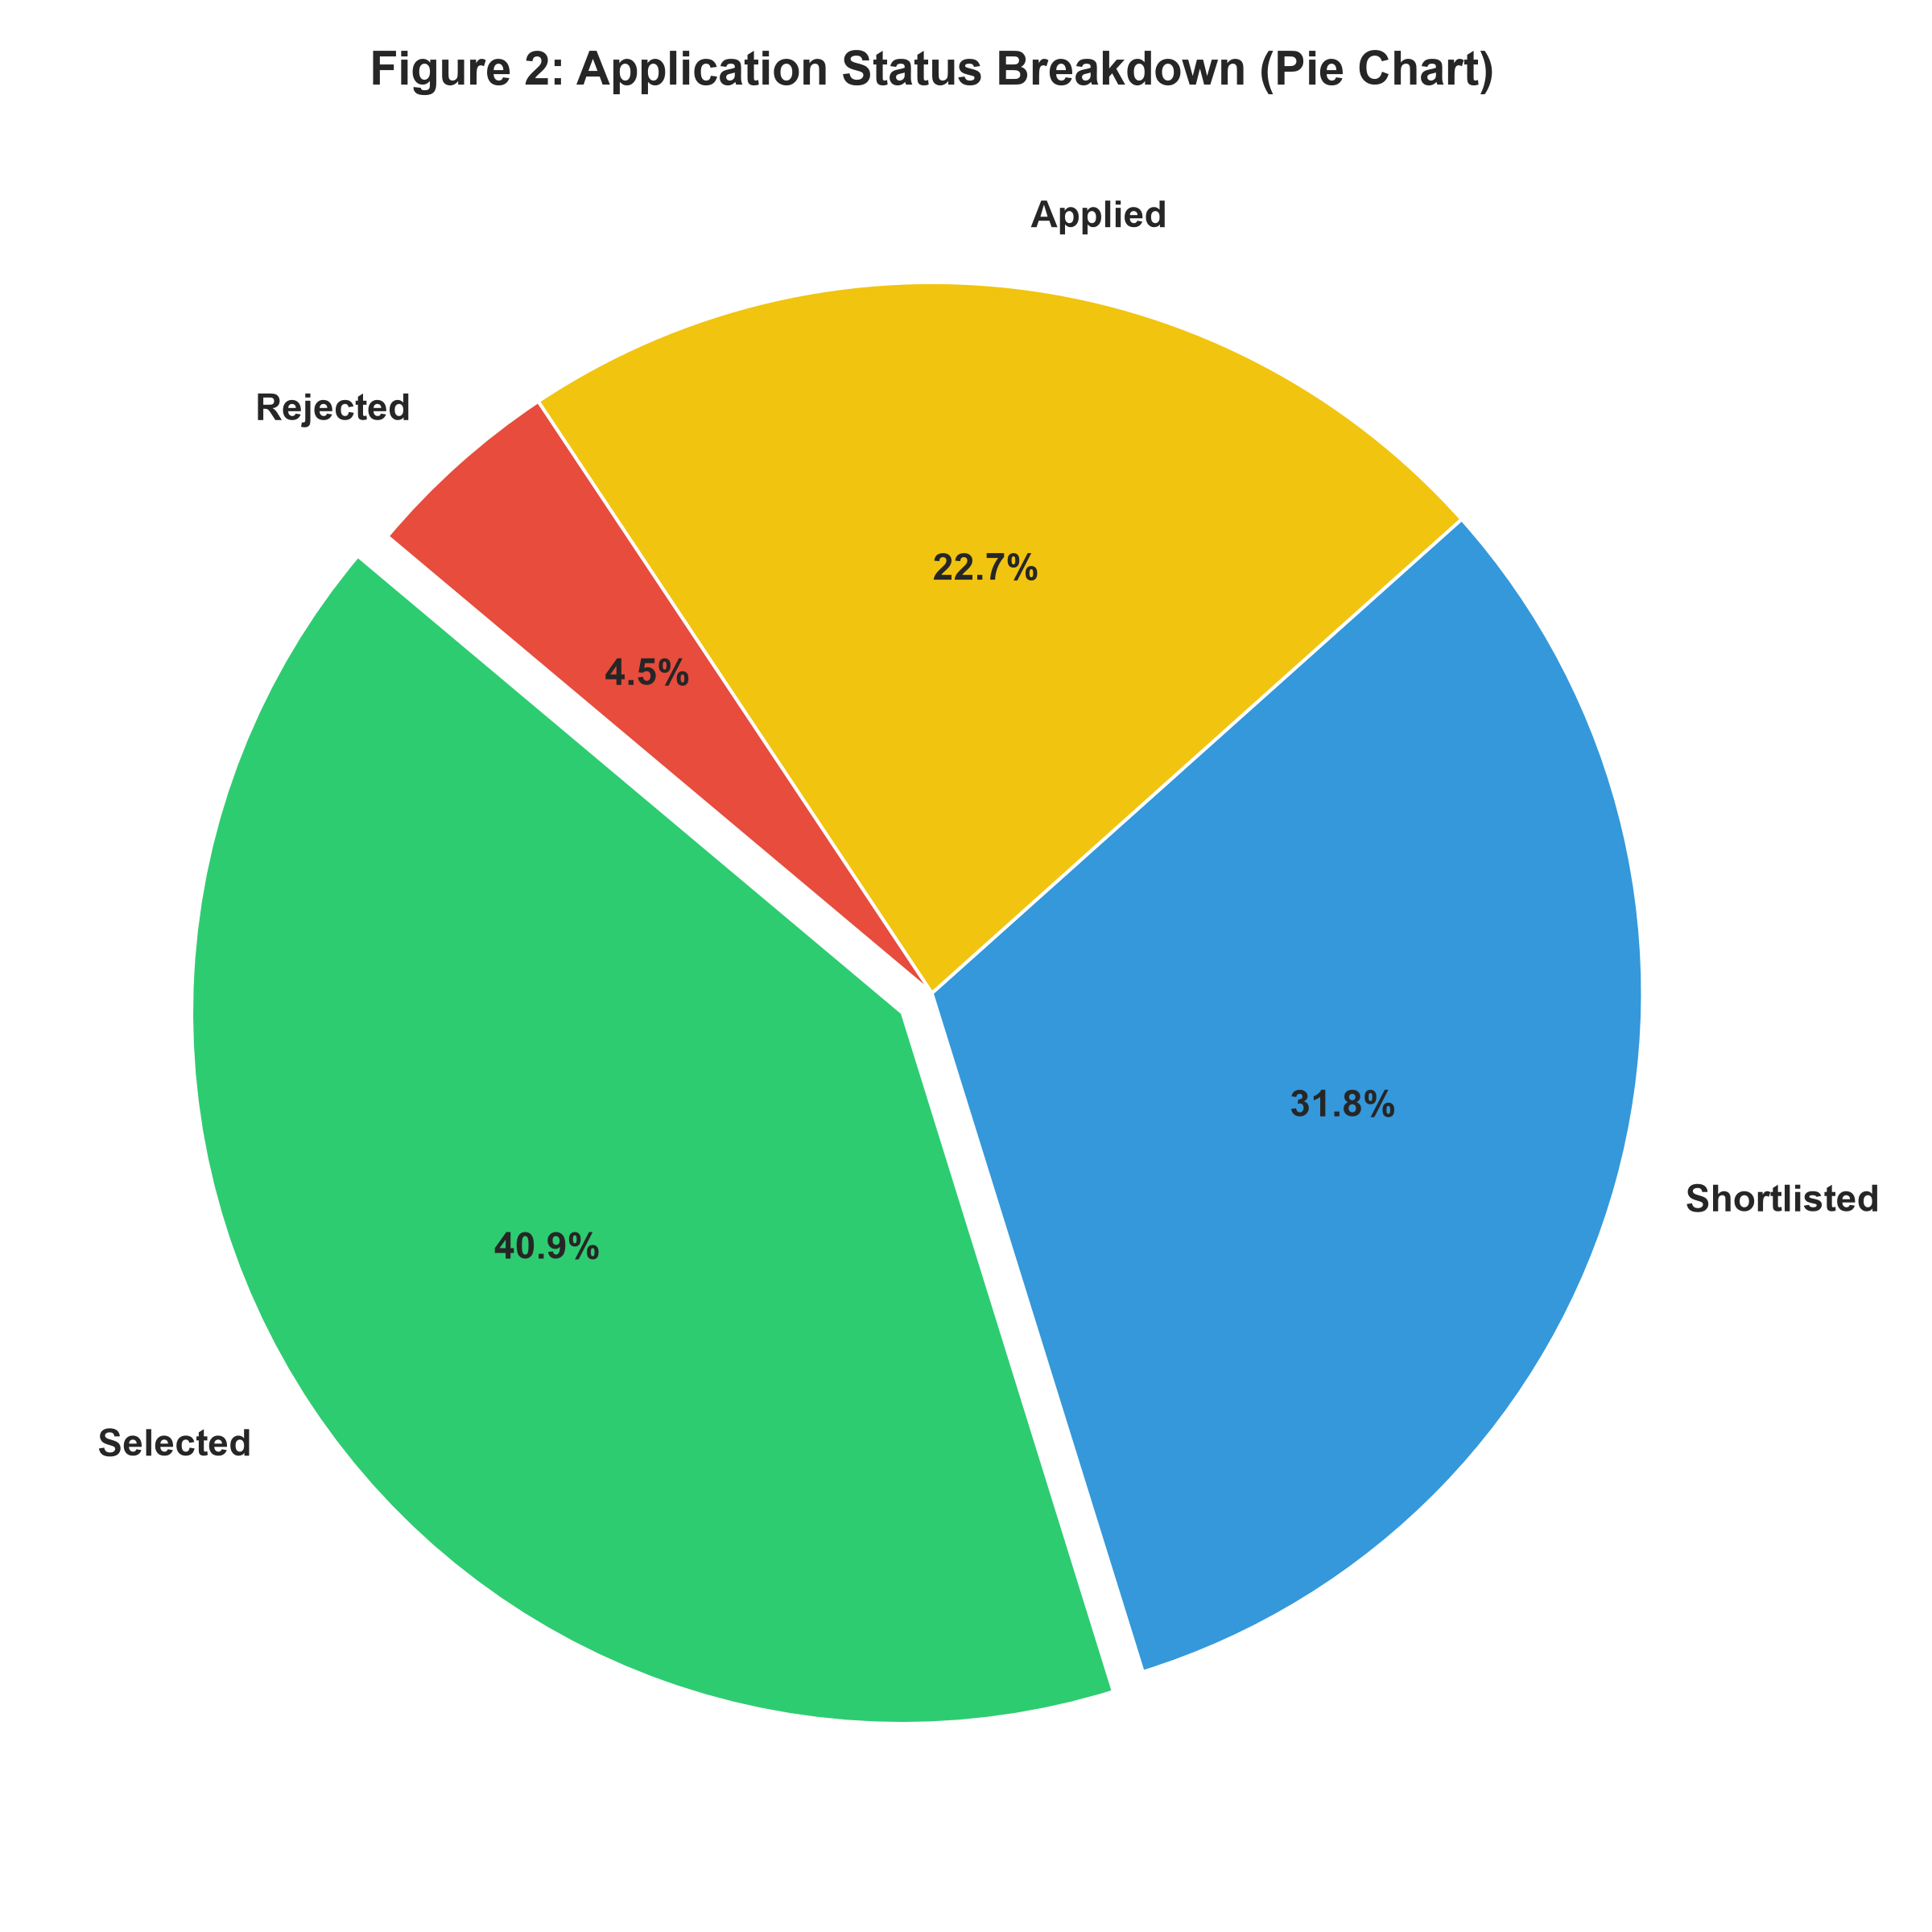 Figure 2: Application Status Breakdown (Pie Chart)
Applied
Rejected
22.7%
4.5%
31.8%
Shortlisted
40.9%
Selected